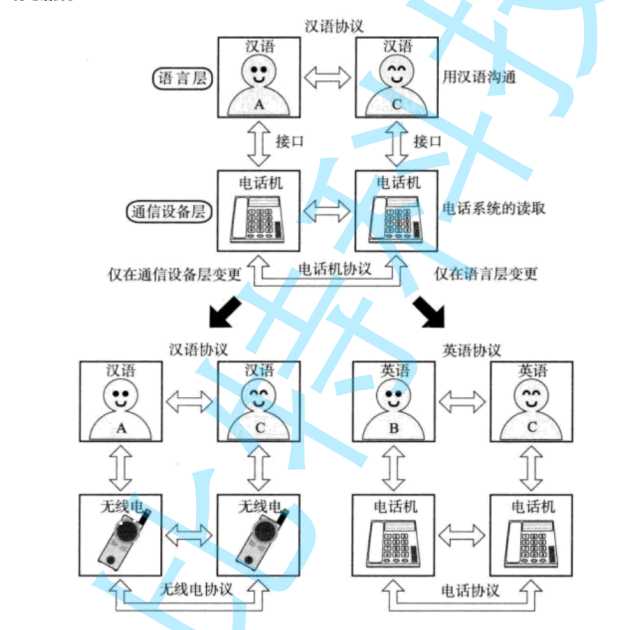 汉语协议
汉语 汉语
语言层
A C
用汉语沟通
接口 接口
电话机 电话机
通信设备层
电话系统的读取
仅在通信设备层变更 电话机协议 仅在语言层变更
汉语协议 英语协议
汉语 汉语 英语 英语
A C B C
无线电 无线电 电话机 电话机
无线电协议 电话协议